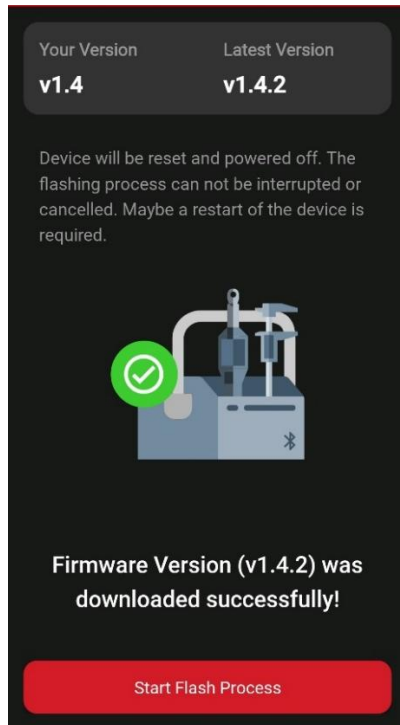 Your Version
Latest Version
v1.4
v1.4.2
Device will be reset and powered off. The
flashing process can not be interrupted or
cancelled. Maybe a restart of the device is
required.
Firmware Version (v1.4.2) was
downloaded successfully!
Start Flash Process